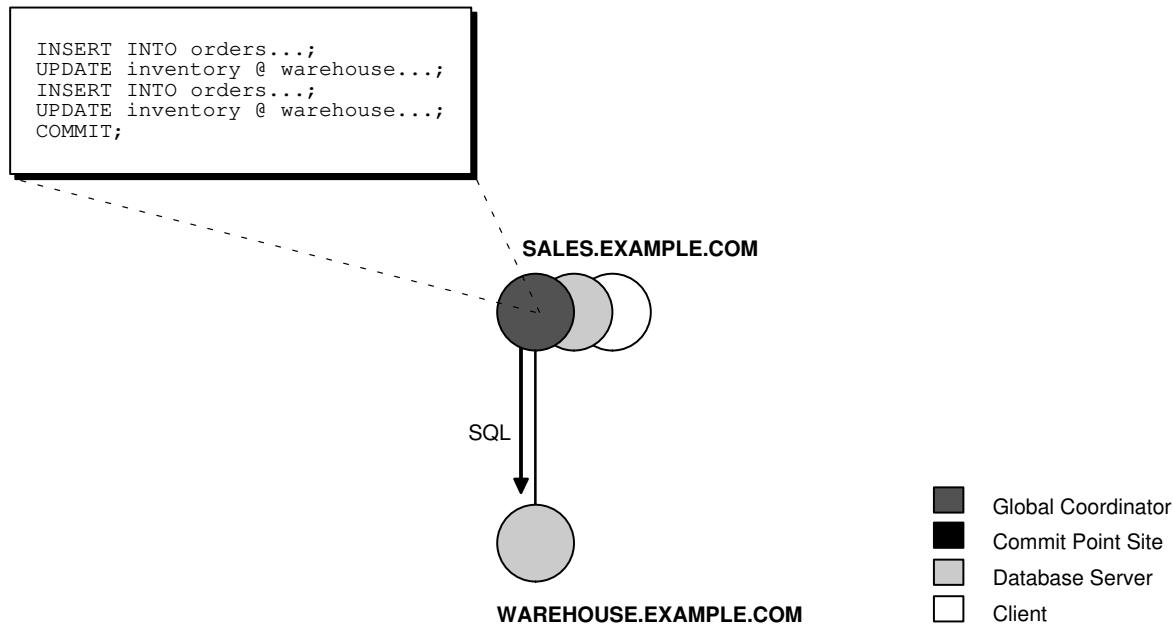 INSERT INTO orders...;
UPDATE inventory @ warehouse...;
INSERT INTO orders...;
UPDATE inventory @ warehouse...;
COMMIT;
SALES.EXAMPLE.COM
SQL
WAREHOUSE.EXAMPLE.COM
Global Coordinator
Commit Point Site
Database Server
Client